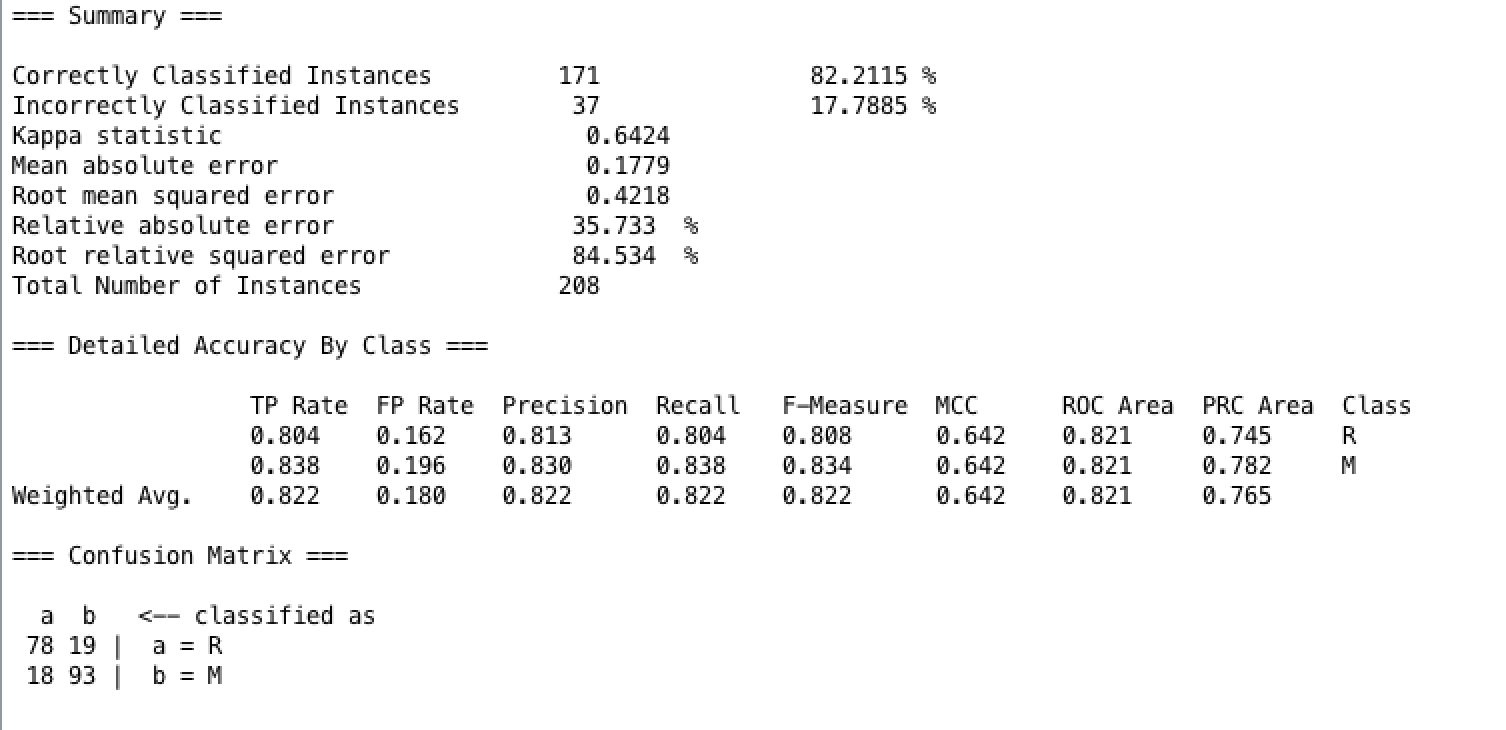 === Summary ===
Correctly Classified Instances 171 82.2115 %
Incorrectly Classified Instances 37 17.7885 %
Kappa statistic 0.6424
Mean absolute error 0.1779
Root mean squared error 0.4218
Relative absolute error 35.733 %
Root relative squared error 84.534 %
Total Number of Instances 208
=== Detailed Accuracy By Class ===
TP Rate FP Rate Precision Recall F-Measure MCC ROC Area PRC Area Class
0.804 0.162 0.813 0.804 0.808 0.642 0.821 0.745 R
0.838 0.196 0.830 0.838 0.834 0.642 0.821 0.782 M
Weighted Avg. 0.822 0.180 0.822 0.822 0.822 0.642 0.821 0.765
=== Confusion Matrix ===
a b <-- classified as
78 19 | a = R
18 93 | b = M